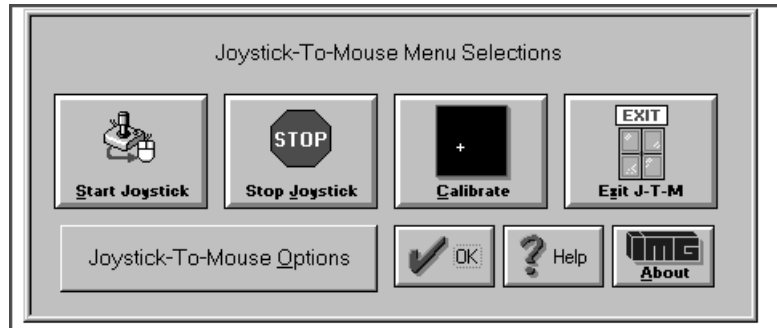 Joystick-To-Mouse Menu Selections
STOP
EXIT
Start Joystick
Stop Joystick
Calibrate
Exit J-T-M
Joystick-To-Mouse Options
OK
Help
IMG
About